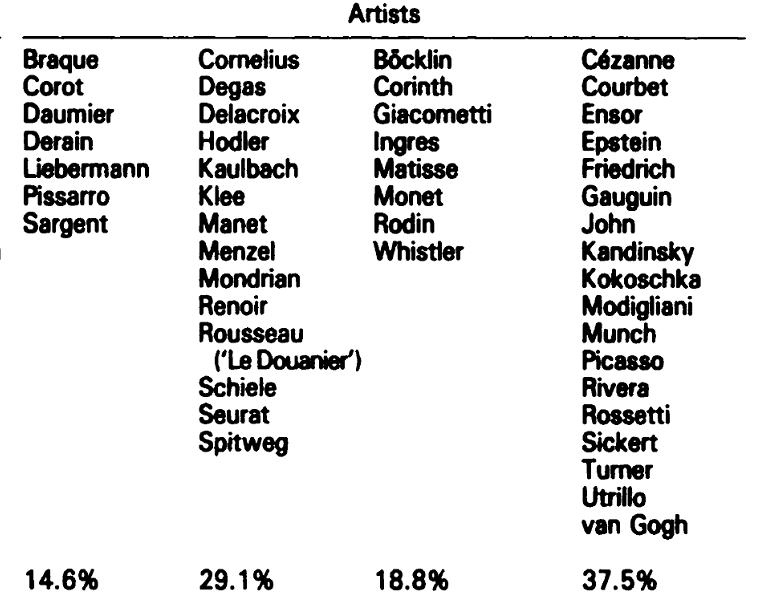 Artists
Braque
Corot
Daumier
Derain
Liebermann
Pissarro
Sargent
14.6%
Cornelius
Degas
Delacroix
Hodler
Kaulbach
Klee
Manet
Menzel
Mondrian
Renoir
Rousseau
('Le Douanier')
Schiele
Seurat
Spitweg
29.1%
Böcklin
Corinth
Giacometti
Ingres
Matisse
Monet
Rodin
Whistler
18.8%
Cézanne
Courbet
Ensor
Epstein
Friedrich
Gauguin
John
Kandinsky
Kokoschka
Modigliani
Munch
Picasso
Rivera
Rossetti
Sickert
Turner
Utrillo
van Gogh
37.5%